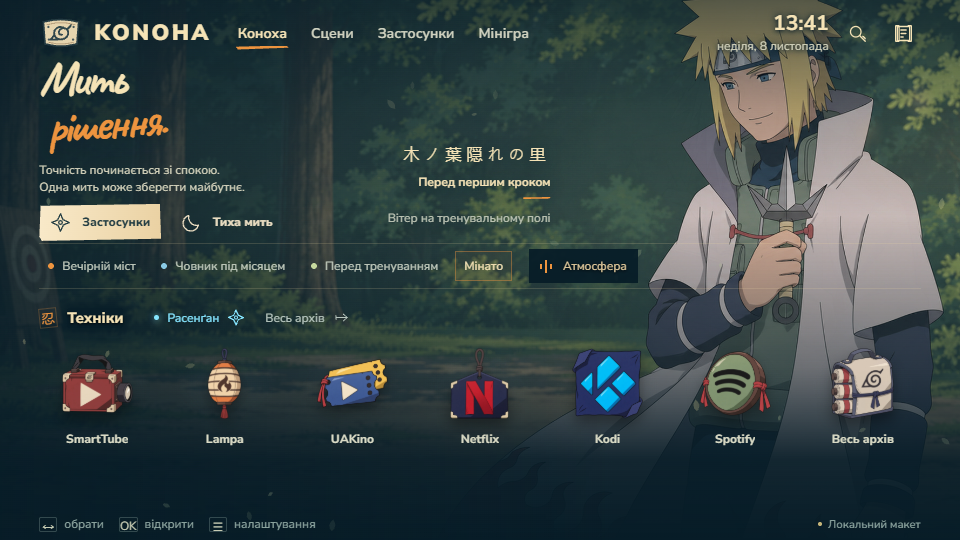 KONOHA
Коноха
Сцени
Застосунки
Мінігра
13:41
неділя, 8 листопада
Мить
рішення.
Точність починається зі спокою.
Одна мить може зберегти майбутнє.
木ノ葉隠れの里
Перед першим кроком
Вітер на тренувальному полі
Застосунки
Тиха мить
Вечірній міст
Човник під місяцем
Перед тренуванням
Мінато
Атмосфера
忍
Техніки
Расенґан
Весь архів
N
SmartTube
Lampa
UAKino
Netflix
Kodi
Spotify
Весь архів
обрати
OK
відкрити
налаштування
Локальний макет